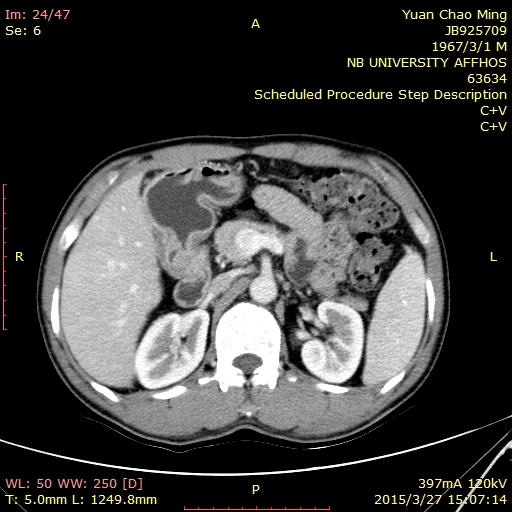 Im: 24/47
Se: 6
A
Yuan Chao Ming
JB925709
1967/3/1 M
NB UNIVERSITY AFFHOS
63634
Scheduled Procedure Step Description
C+V
C+V
R
L
WL: 50 WW: 250 [D]
T: 5.0mm L: 1249.8mm
P
397mA 120kV
2015/3/27 15:07:14